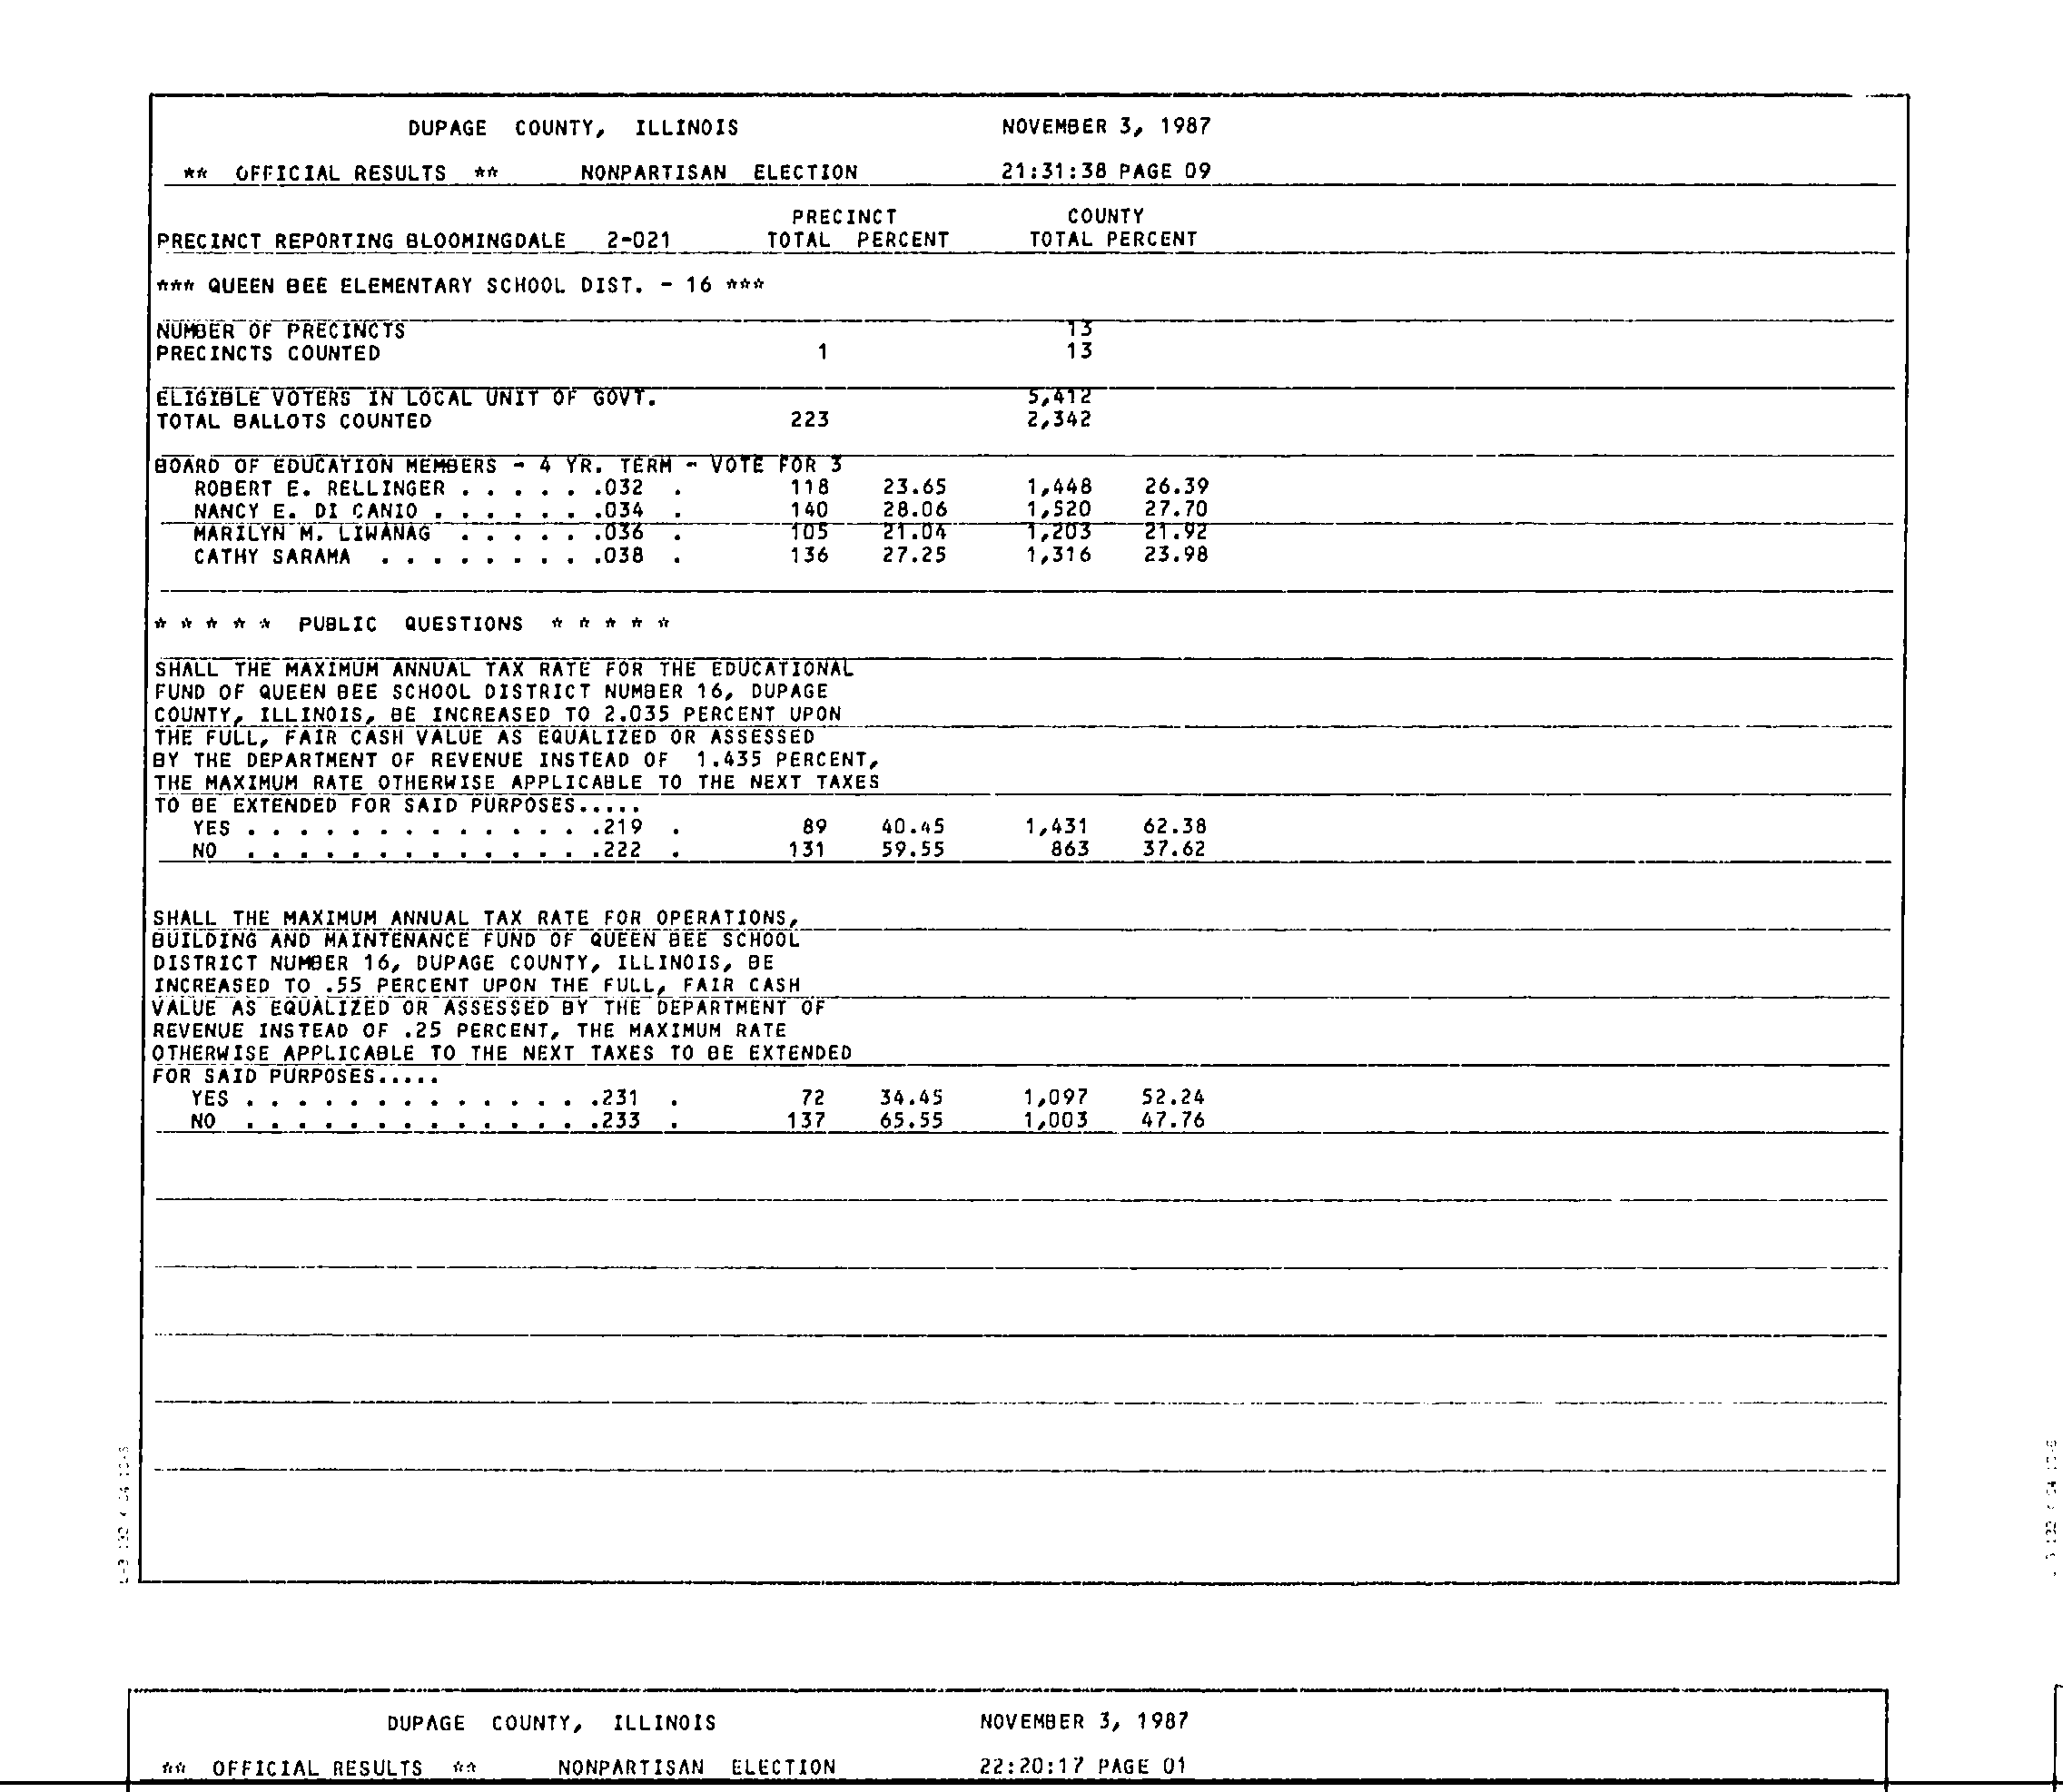 DUPAGE COUNTY, ILLINOIS NOVEMBER 3, 1987
** OFFICIAL RESULTS ** NONPARTISAN ELECTION 21:31:38 PAGE 09
PRECINCT COUNTY
PRECINCT REPORTING BLOOMINGDALE 2-021 TOTAL PERCENT TOTAL PERCENT
*** QUEEN BEE ELEMENTARY SCHOOL DIST. - 16 ***
NUMBER OF PRECINCTS 13
PRECINCTS COUNTED 1 13
ELIGIBLE VOTERS IN LOCAL UNIT OF GOVT. 5,412
TOTAL BALLOTS COUNTED 223 2,342
BOARD OF EDUCATION MEMBERS - 4 YR. TERM - VOTE FOR 3
ROBERT E. RELLINGER . . . . . .032 . 118 23.65 1,448 26.39
NANCY E. DI CANIO . . . . . . .034 . 140 28.06 1,520 27.70
MARILYN M. LIWANAG . . . . . .036 . 105 21.04 1,203 21.92
CATHY SARAMA . . . . . . . . .038 . 136 27.25 1,316 23.98
* * * * * PUBLIC QUESTIONS * * * * *
SHALL THE MAXIMUM ANNUAL TAX RATE FOR THE EDUCATIONAL
FUND OF QUEEN BEE SCHOOL DISTRICT NUMBER 16, DUPAGE
COUNTY, ILLINOIS, BE INCREASED TO 2.035 PERCENT UPON
THE FULL, FAIR CASH VALUE AS EQUALIZED OR ASSESSED
BY THE DEPARTMENT OF REVENUE INSTEAD OF 1.435 PERCENT,
THE MAXIMUM RATE OTHERWISE APPLICABLE TO THE NEXT TAXES
TO BE EXTENDED FOR SAID PURPOSES.....
YES . . . . . . . . . . . . . .219 . 89 40.45 1,431 62.38
NO . . . . . . . . . . . . . .222 . 131 59.55 863 37.62
SHALL THE MAXIMUM ANNUAL TAX RATE FOR OPERATIONS,
BUILDING AND MAINTENANCE FUND OF QUEEN BEE SCHOOL
DISTRICT NUMBER 16, DUPAGE COUNTY, ILLINOIS, BE
INCREASED TO .55 PERCENT UPON THE FULL, FAIR CASH
VALUE AS EQUALIZED OR ASSESSED BY THE DEPARTMENT OF
REVENUE INSTEAD OF .25 PERCENT, THE MAXIMUM RATE
OTHERWISE APPLICABLE TO THE NEXT TAXES TO BE EXTENDED
FOR SAID PURPOSES.....
YES . . . . . . . . . . . . . .231 . 72 34.45 1,097 52.24
NO . . . . . . . . . . . . . .233 . 137 65.55 1,003 47.76
DUPAGE COUNTY, ILLINOIS NOVEMBER 3, 1987
** OFFICIAL RESULTS ** NONPARTISAN ELECTION 22:20:17 PAGE 01